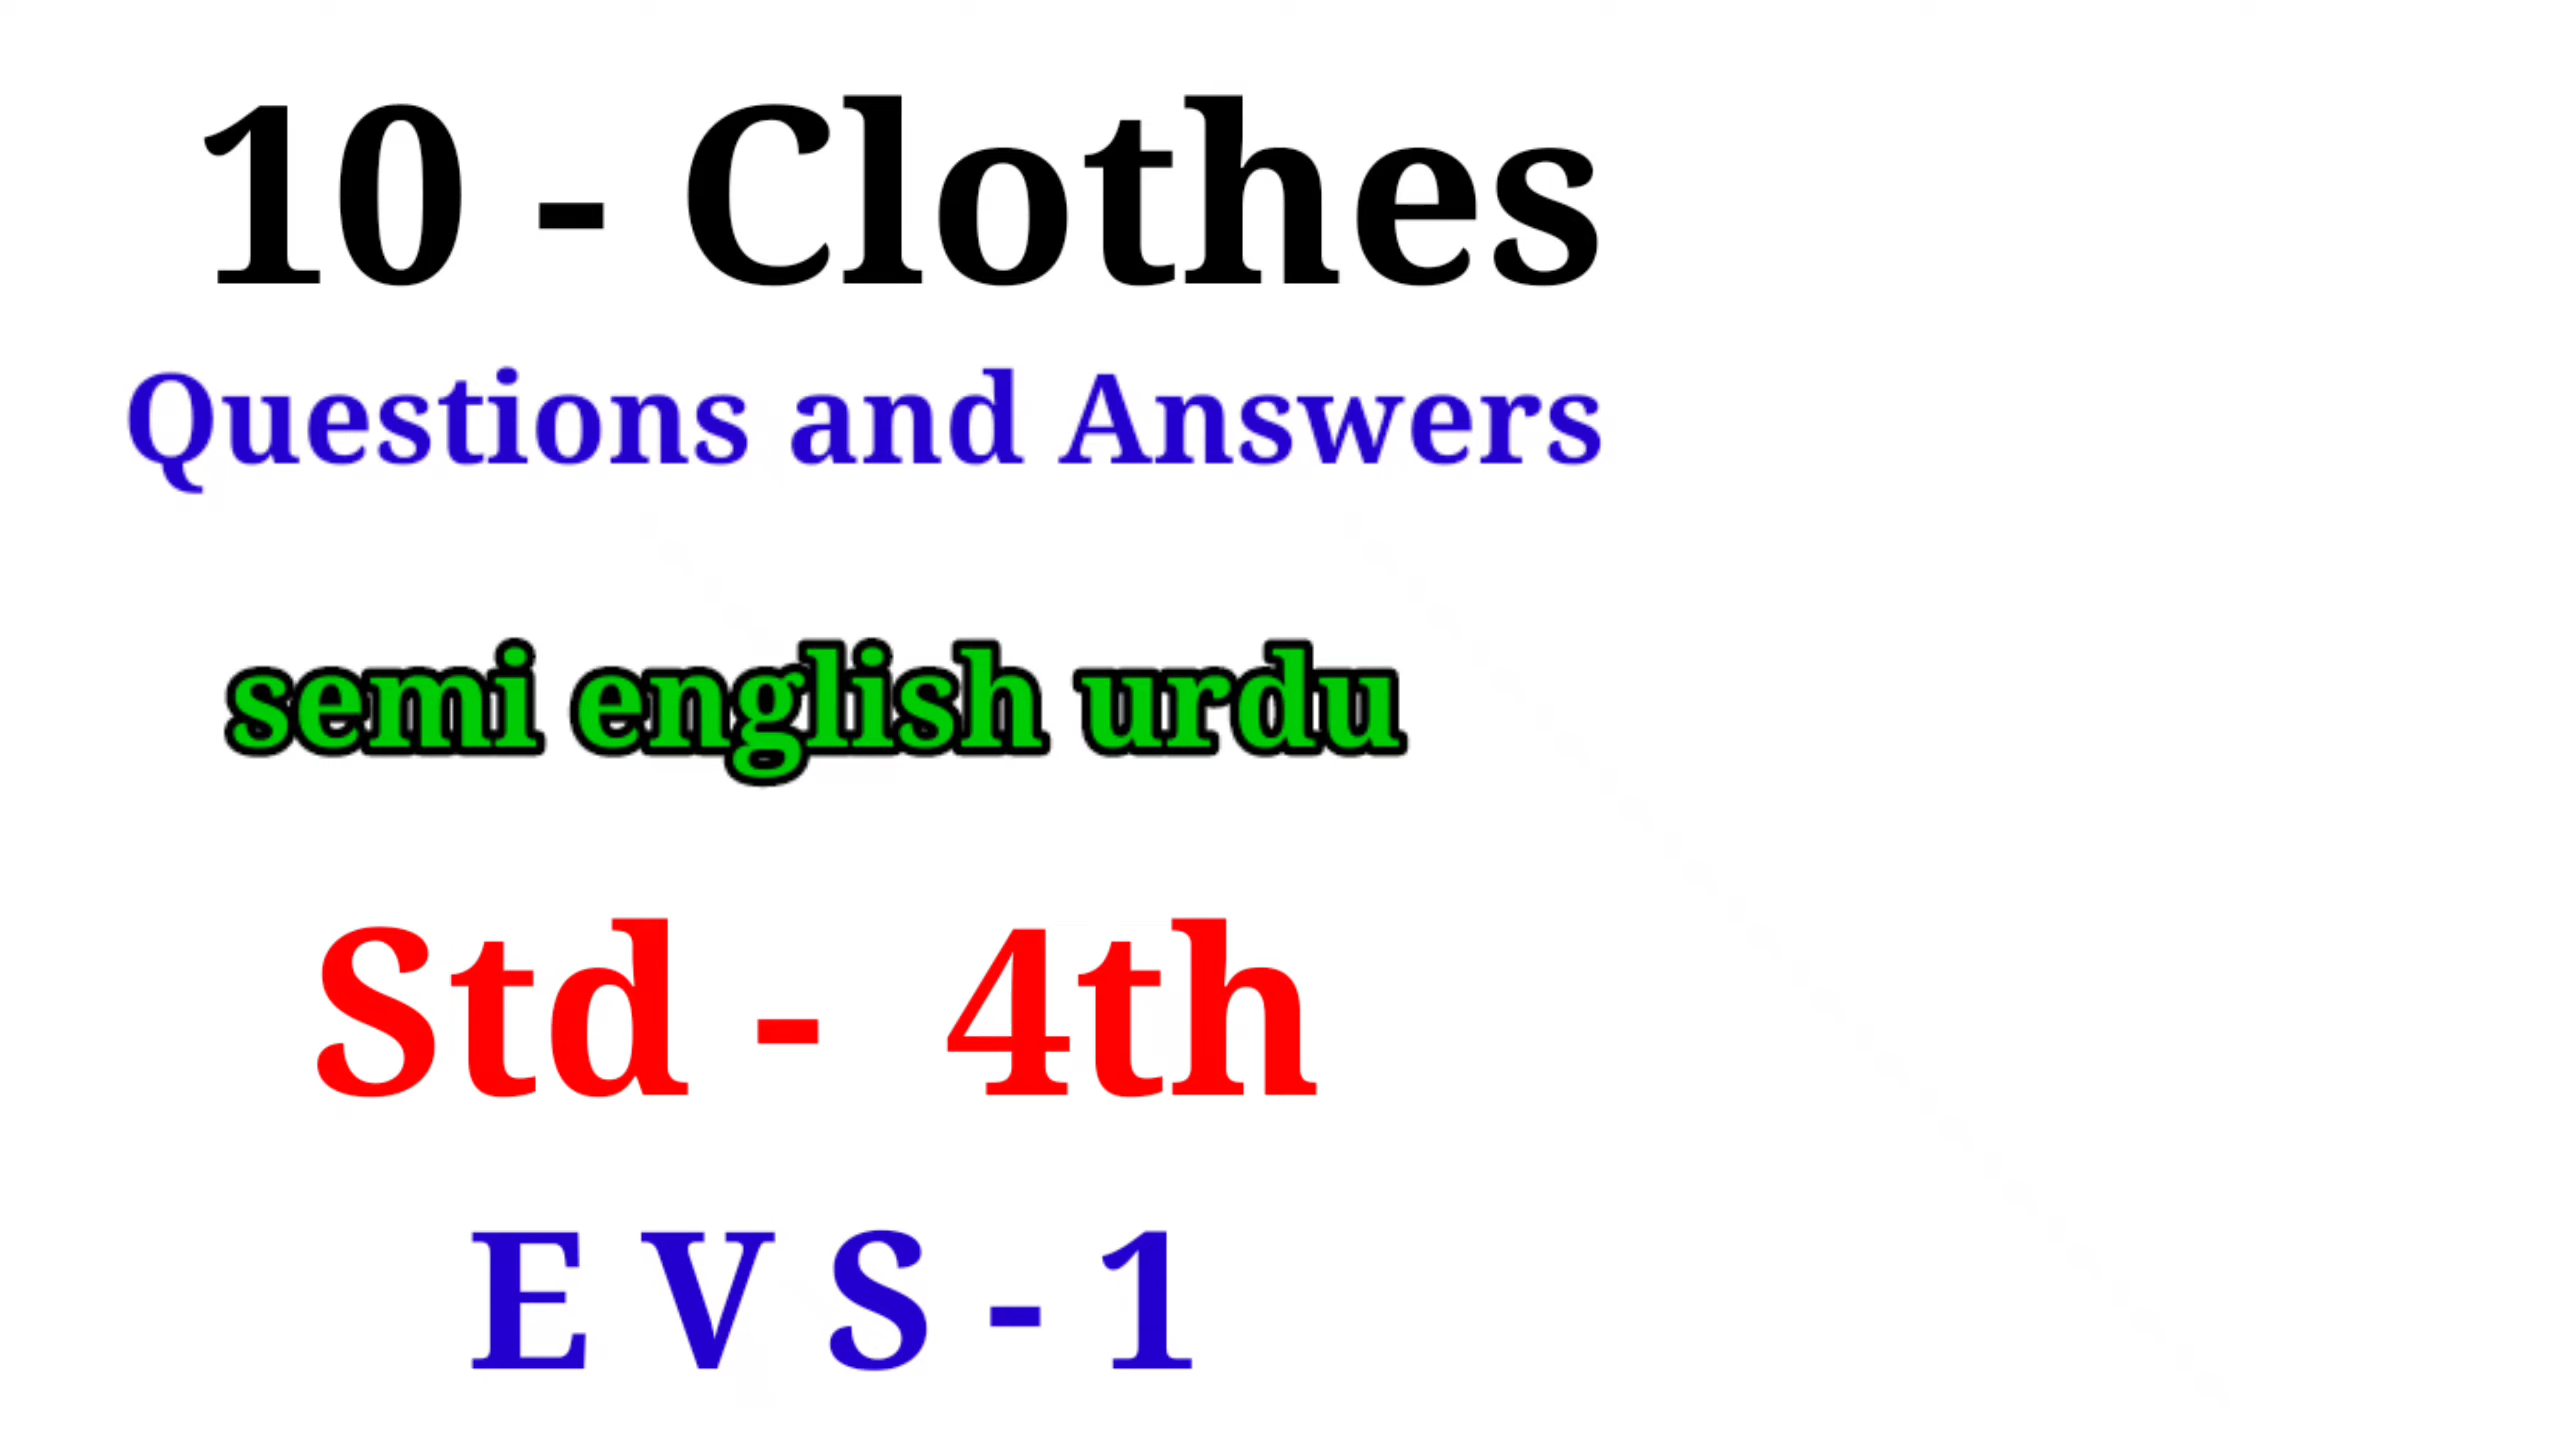 10 - Clothes
Questions and Answers
semi english urdu
Std - 4th
E V S - 1